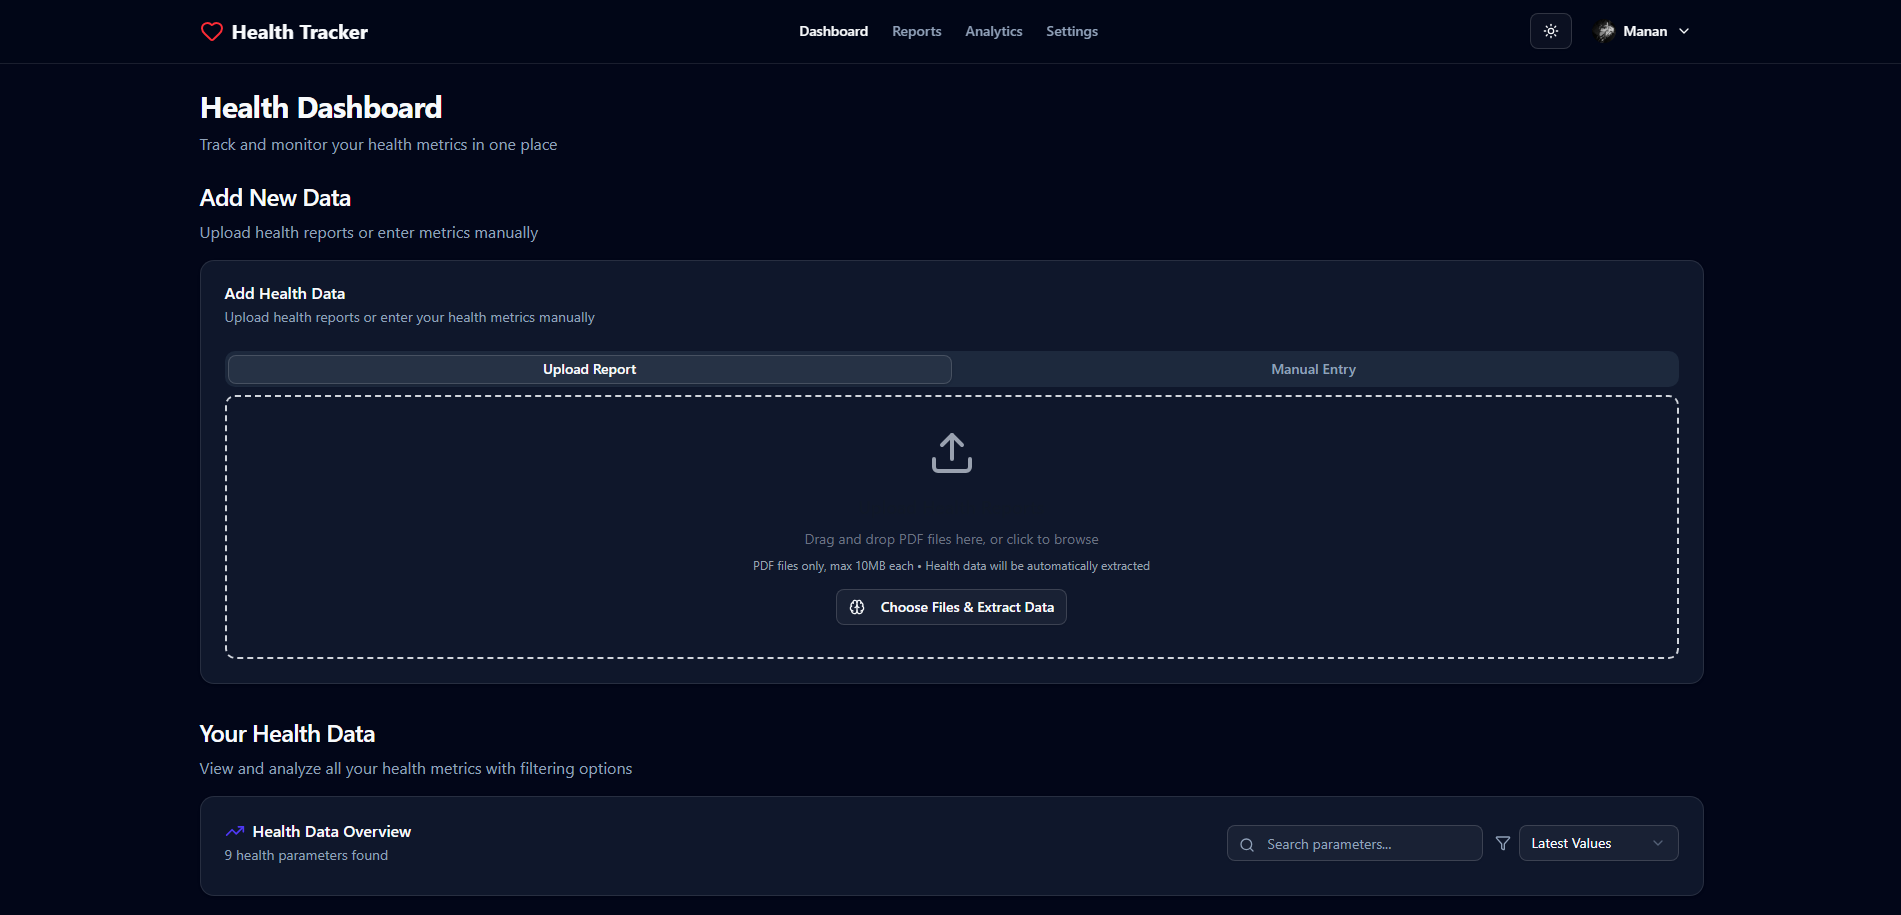 Health Tracker
Dashboard
Reports
Analytics
Settings
Manan
Health Dashboard
Track and monitor your health metrics in one place
Add New Data
Upload health reports or enter metrics manually
Add Health Data
Upload health reports or enter your health metrics manually
Upload Report
Manual Entry
Drag and drop PDF files here, or click to browse
PDF files only, max 10MB each • Health data will be automatically extracted
Choose Files & Extract Data
Your Health Data
View and analyze all your health metrics with filtering options
Health Data Overview
9 health parameters found
Search parameters...
Latest Values